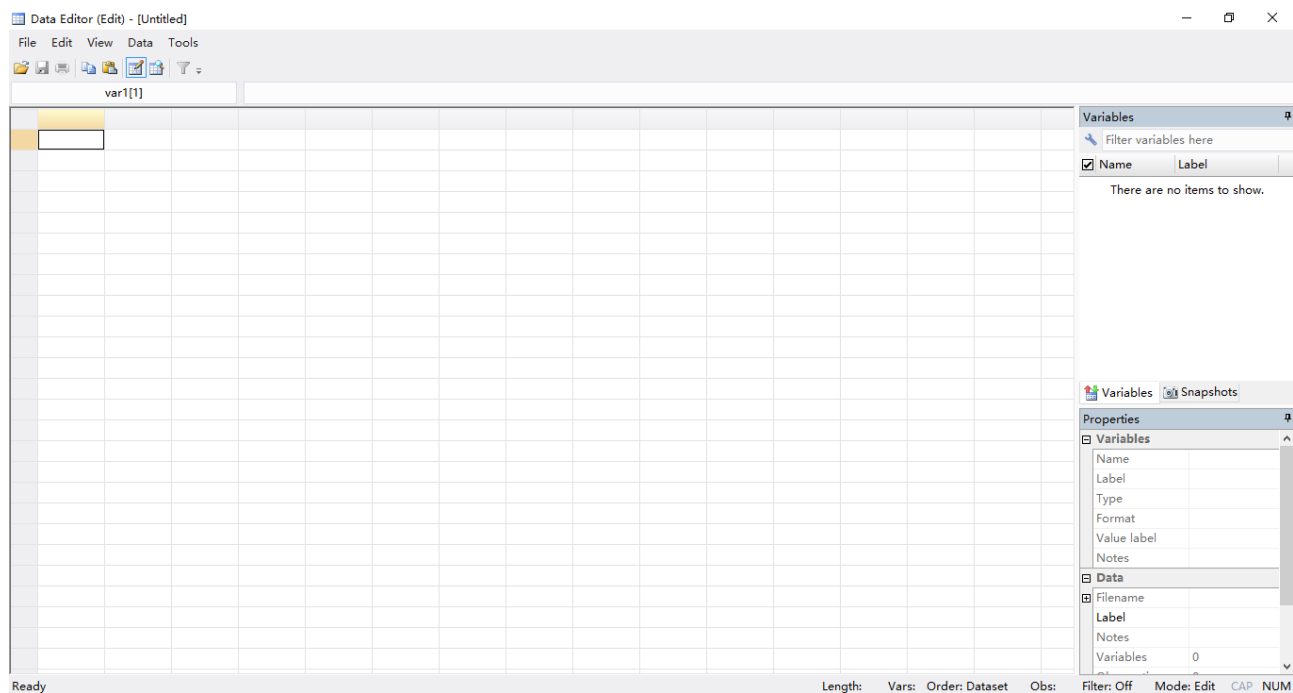 Data Editor (Edit) - [Untitled]
File Edit View Data Tools
var1[1]
Variables
Filter variables here
Name Label
There are no items to show.
Variables Snapshots
Properties
Variables
Name
Label
Type
Format
Value label
Notes
Data
Filename
Label
Notes
Variables 0
Ready Length: Vars: Order: Dataset Obs: Filter: Off Mode: Edit CAP NUM